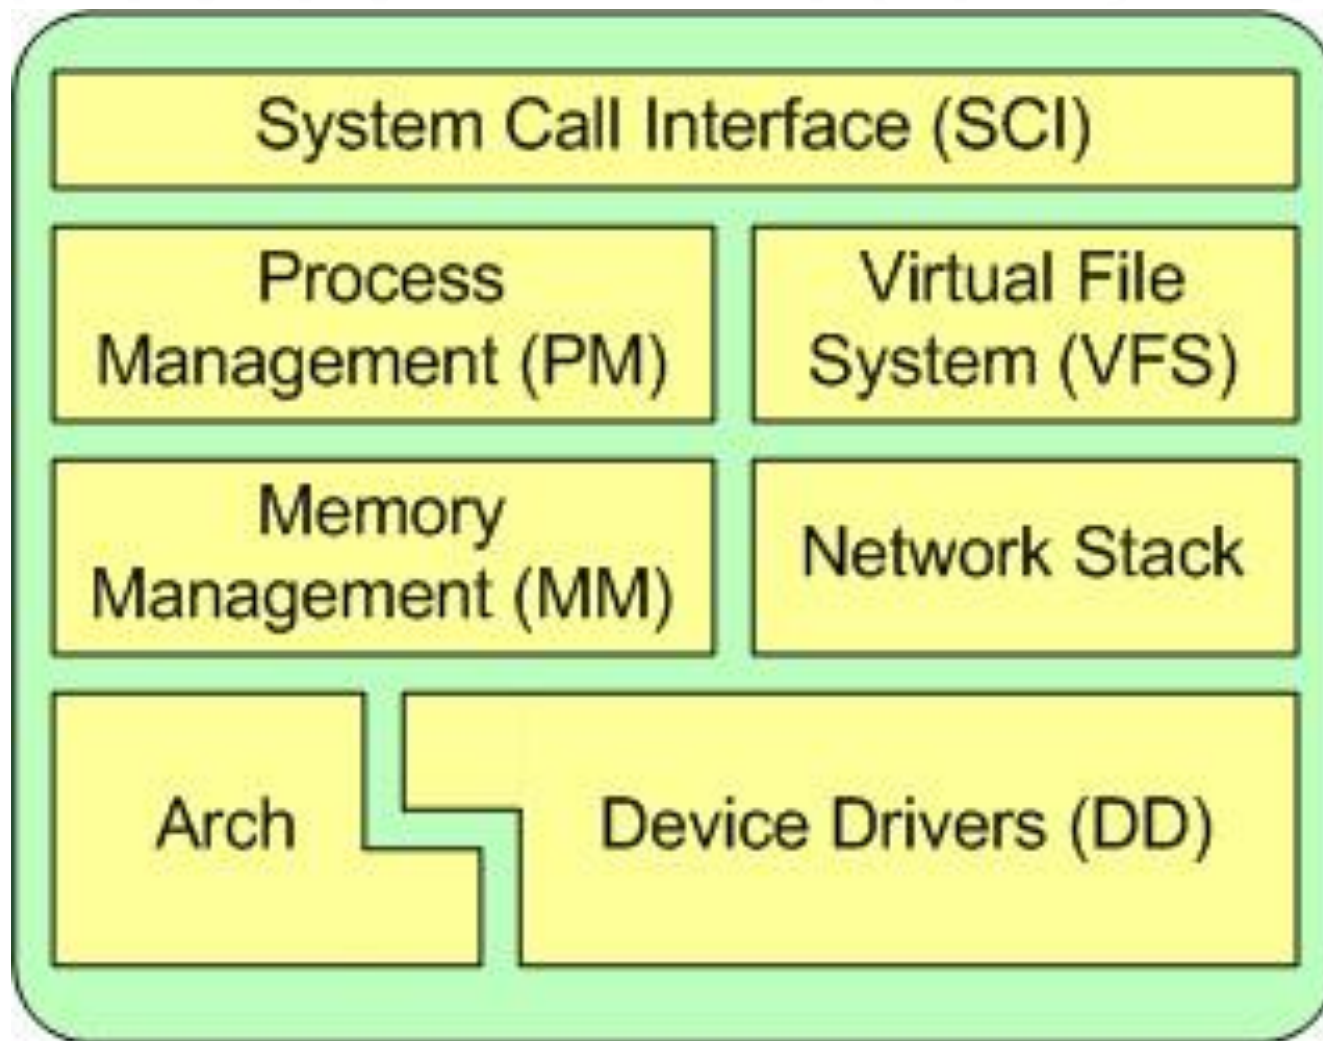 System Call Interface (SCI)
Process
Management (PM)
Virtual File
System (VFS)
Memory
Management (MM)
Network Stack
Arch
Device Drivers (DD)